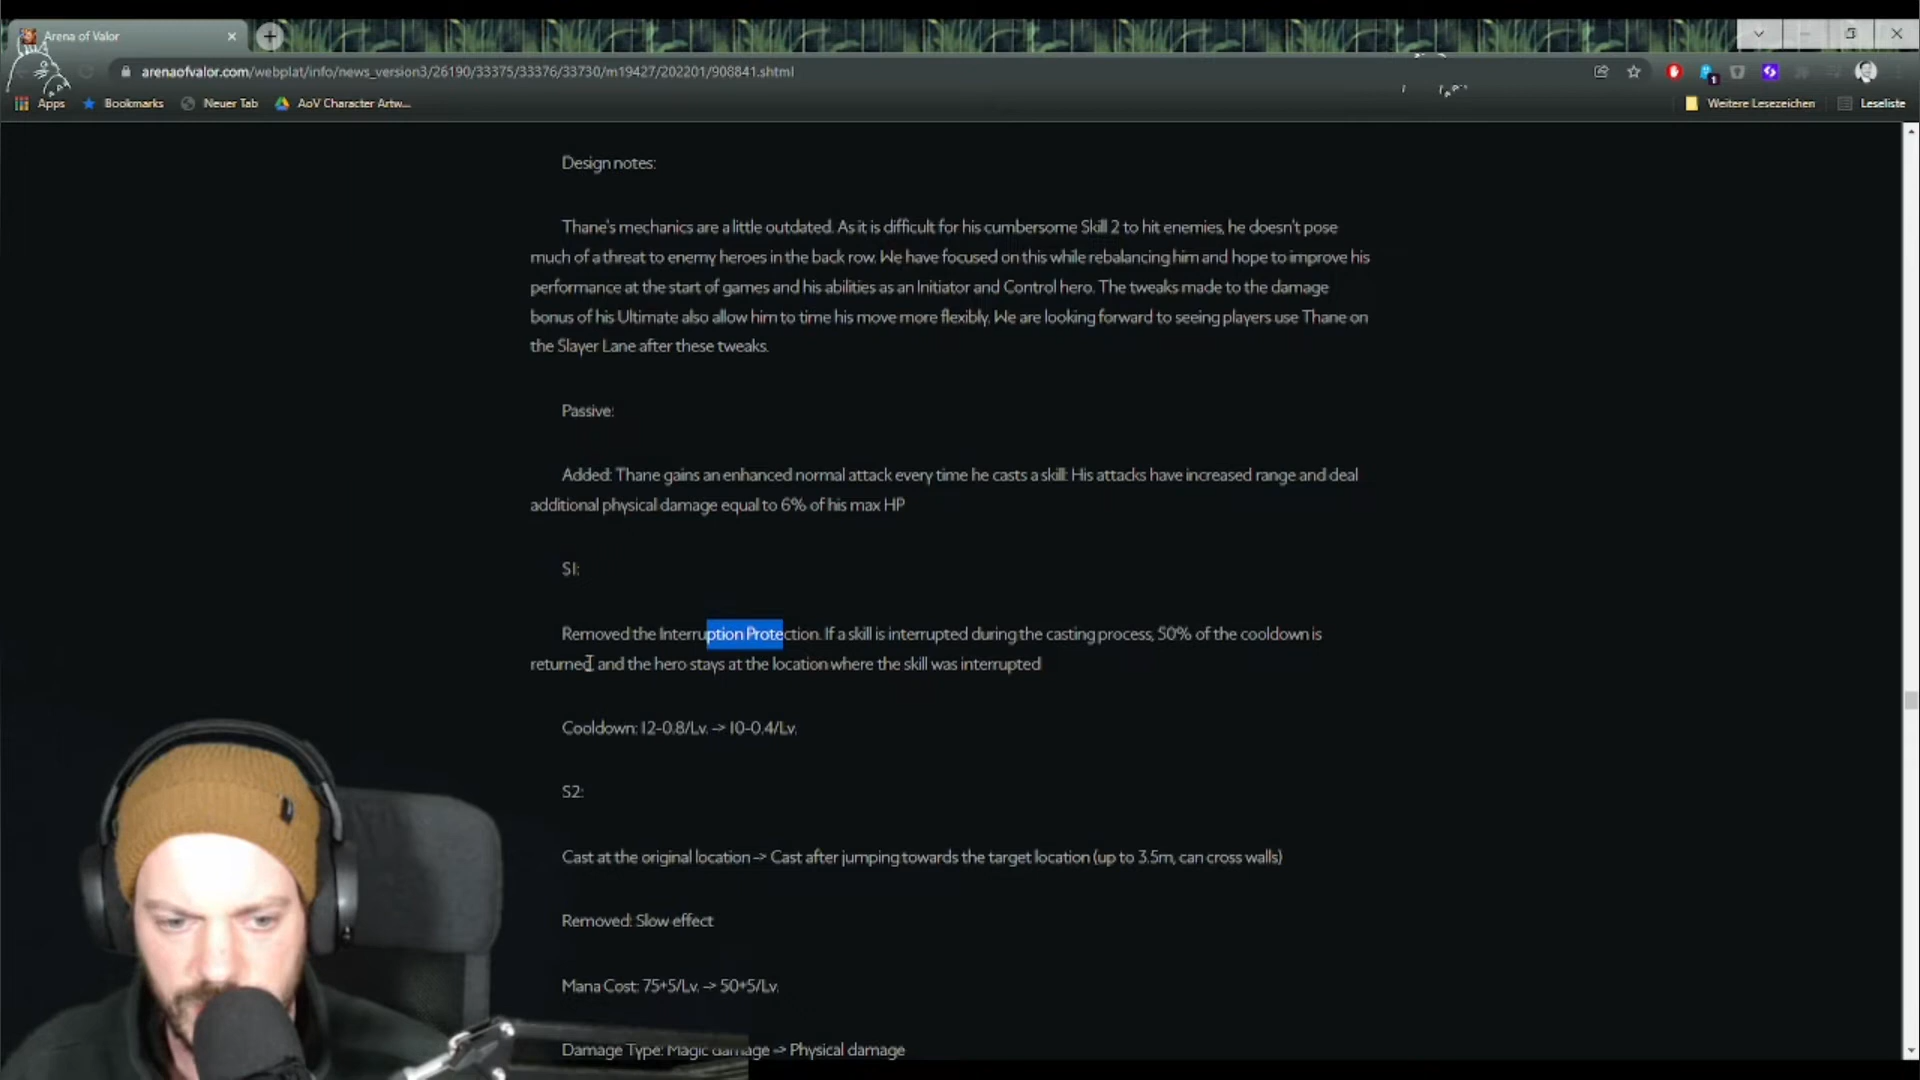 Arena of Valor
arenaofvalor.com/webplat/info/news_version3/26190/33375/33376/33730/m19427/202201/908841.shtml
Apps Bookmarks Neuer Tab AoV Character Artw... Weitere Lesezeichen Leseliste
Design notes:
Thane's mechanics are a little outdated. As it is difficult for his cumbersome Skill 2 to hit enemies, he doesn't pose
much of a threat to enemy heroes in the back row. We have focused on this while rebalancing him and hope to improve his
performance at the start of games and his abilities as an Initiator and Control hero. The tweaks made to the damage
bonus of his Ultimate also allow him to time his move more flexibly. We are looking forward to seeing players use Thane on
the Slayer Lane after these tweaks.
Passive:
Added: Thane gains an enhanced normal attack every time he casts a skill: His attacks have increased range and deal
additional physical damage equal to 6% of his max HP
S1:
Removed the Interruption Protection. If a skill is interrupted during the casting process, 50% of the cooldown is
returned, and the hero stays at the location where the skill was interrupted
Cooldown: 12-0.8/Lv. -> 10-0.4/Lv.
S2:
Cast at the original location -> Cast after jumping towards the target location (up to 3.5m, can cross walls)
Removed: Slow effect
Mana Cost: 75+5/Lv. -> 50+5/Lv.
Damage Type: Magic damage -> Physical damage